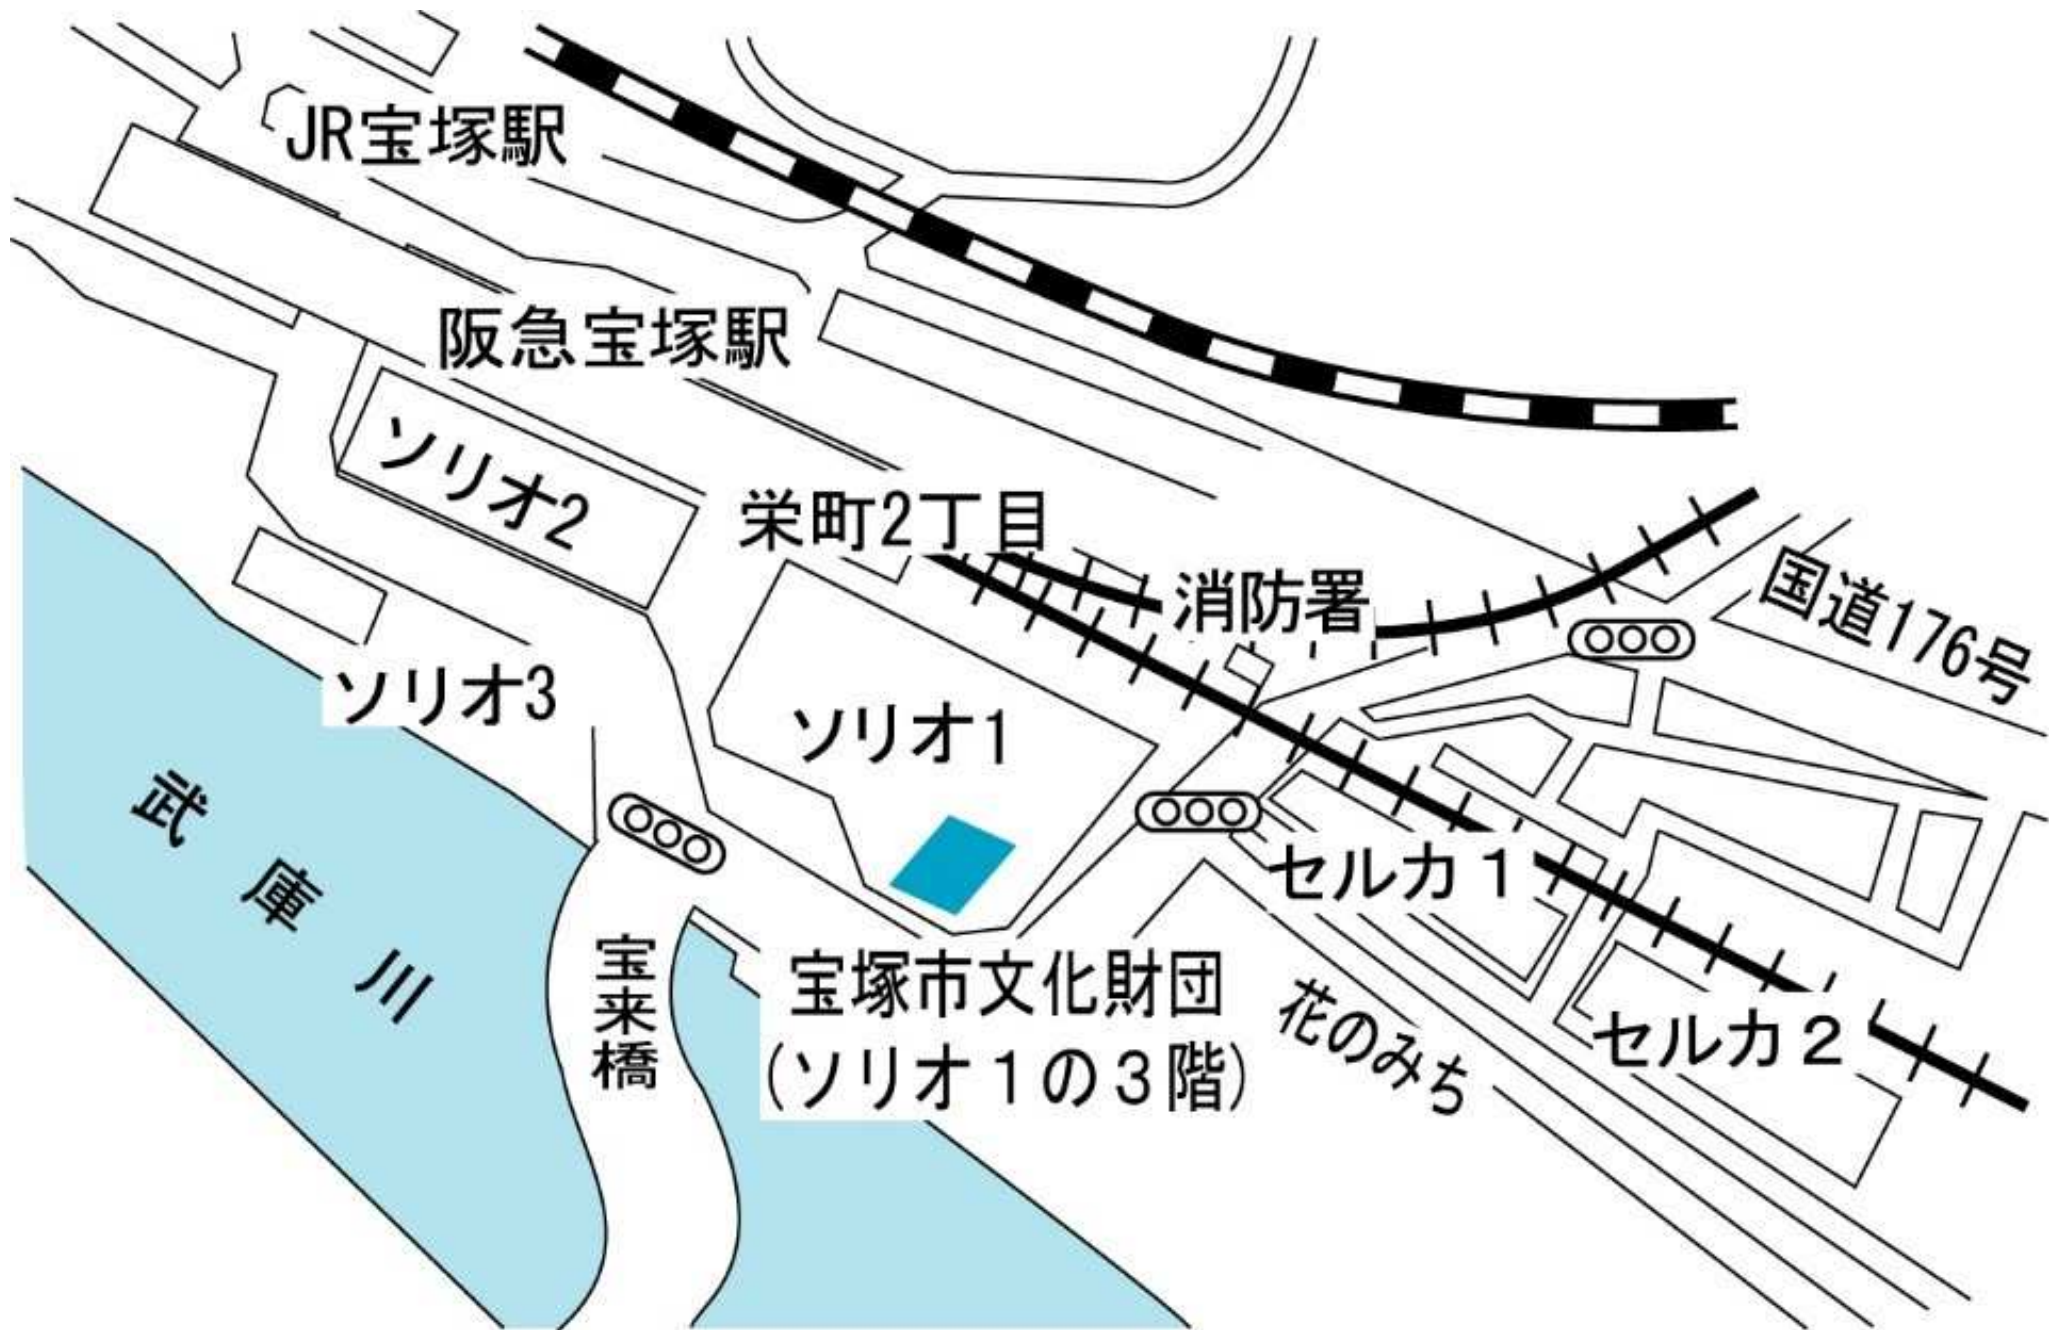 JR宝塚駅
阪急宝塚駅
ソリオ2
栄町2丁目
消防署
国道176号
ソリオ3
ソリオ1
武庫川
セルカ1
宝来橋
宝塚市文化財団
(ソリオ1の3階)
花のみち
セルカ2